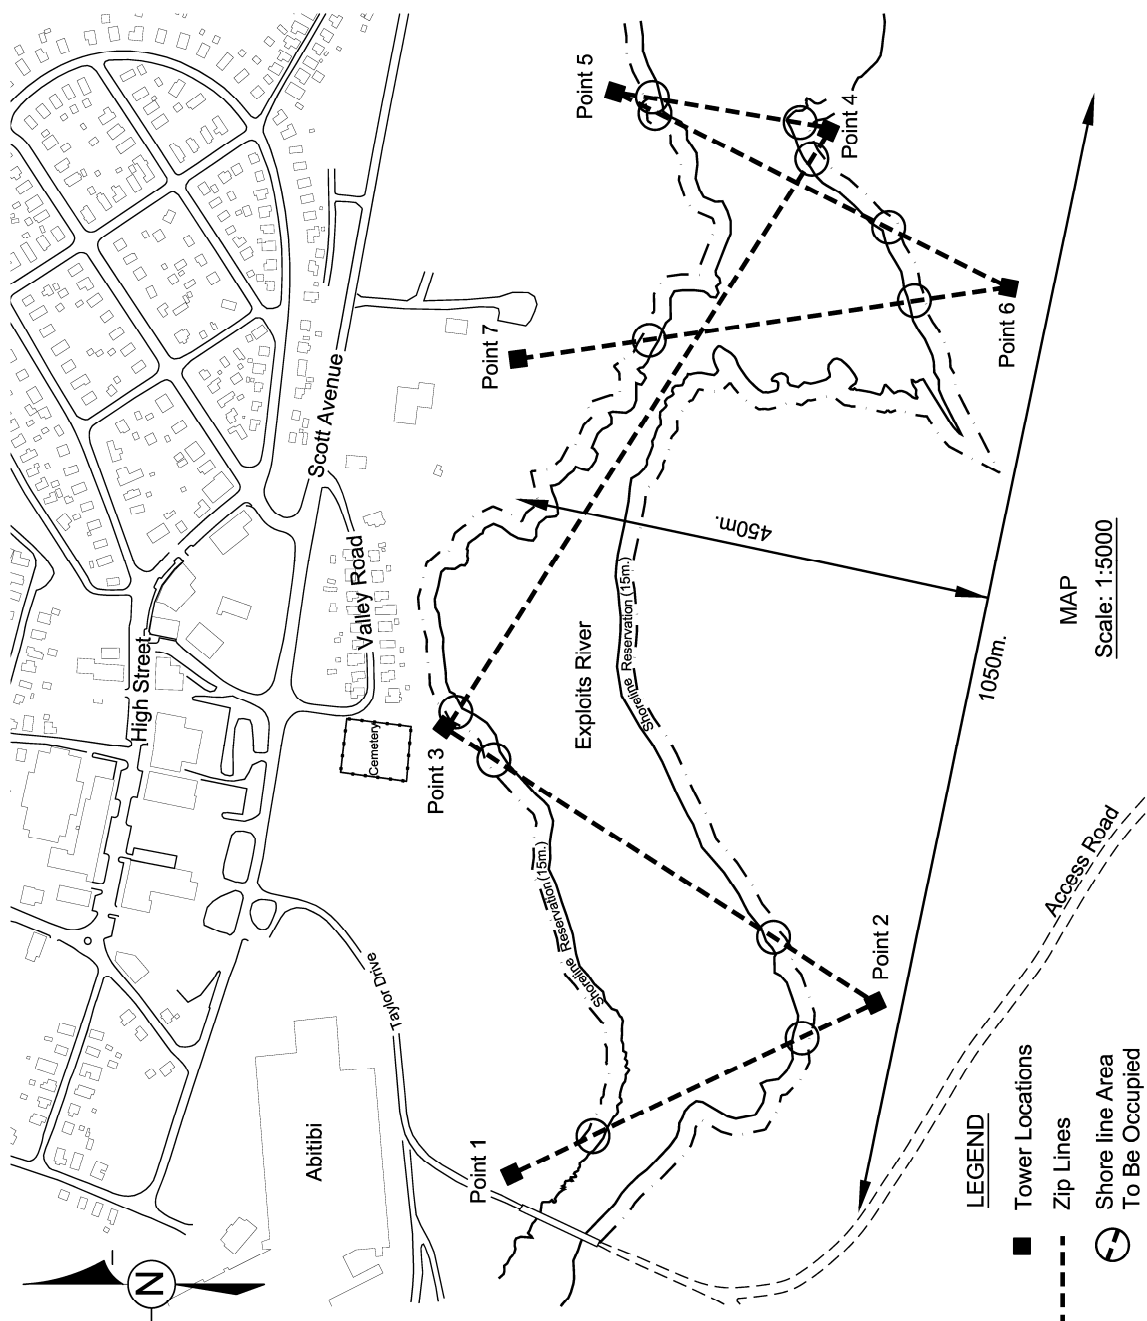 Point 5
Point 4
Point 7
Point 6
Scott Avenue
Valley Road
High Street
Cemetery
Point 3
Exploits River
450m.
Shoreline Reservation (15m.)
MAP
Scale: 1:5000
1050m.
Shoreline Reservation (15m.)
Access Road
Point 2
Taylor Drive
Abitibi
Point 1
N
LEGEND
Tower Locations
Zip Lines
Shore line Area
To Be Occupied